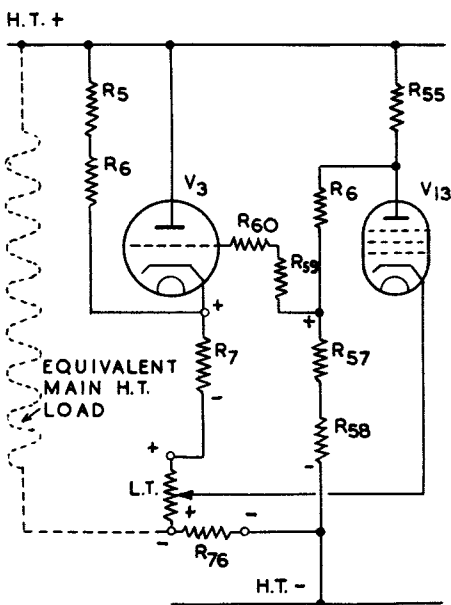 H.T.+
R5
R55
R6
V3
R6
V13
R60
R59
+
+
R7
R57
EQUIVALENT
MAIN H.T.
LOAD
-
R58
+
-
L.T.
+
-
-
R76
H.T.-